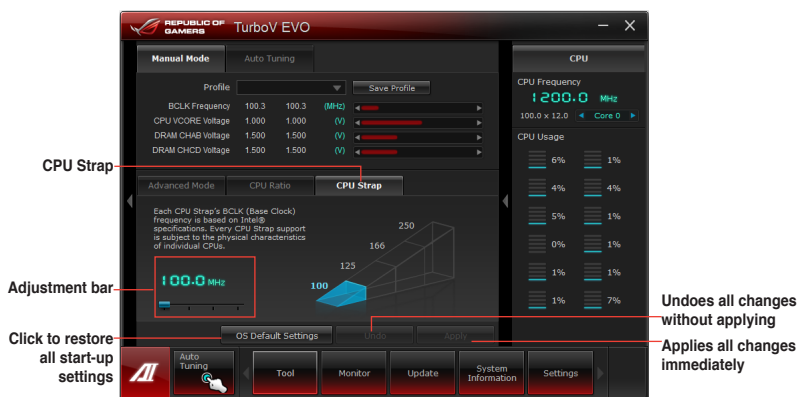 REPUBLIC OF
GAMERS
TurboV EVO
Manual Mode
Auto Tuning
Profile
Save Profile
BCLK Frequency 100.3 100.3 (MHz)
CPU VCORE Voltage 1.000 1.000 (V)
DRAM CHAB Voltage 1.500 1.500 (V)
DRAM CHCD Voltage 1.500 1.500 (V)
CPU Strap
Advanced Mode
CPU Ratio
CPU Strap
Each CPU Strap's BCLK (Base Clock)
frequency is based on Intel®
specifications. Every CPU Strap support
is subject to the physical characteristics
of individual CPUs.
250
166
125
100
Adjustment bar
100.0 MHz
Click to restore
all start-up
settings
OS Default Settings
Undo
Apply
Undoes all changes
without applying
Applies all changes
immediately
CPU
CPU Frequency
1200.0 MHz
100.0 x 12.0
Core 0
CPU Usage
6% 1%
4% 4%
5% 1%
0% 1%
1% 1%
1% 7%
AI
Auto
Tuning
Tool
Monitor
Update
System
Information
Settings